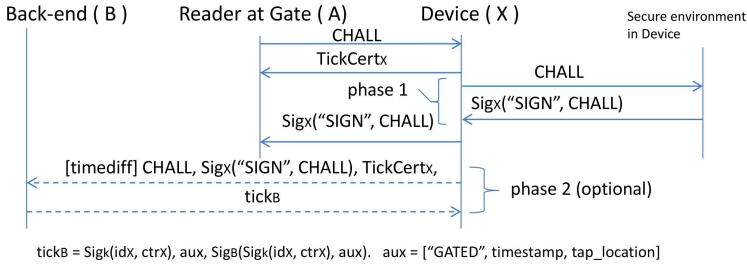 Back-end ( B ) Reader at Gate ( A) Device ( X ) Secure environment
in Device
CHALL
TickCertx
CHALL
phase 1
Sigx(“SIGN”, CHALL)
Sigx(“SIGN”, CHALL)
[timediff] CHALL, Sigx(“SIGN”, CHALL), TickCertx,
phase 2 (optional)
tickB
tickB = Sigk(idx, ctrx), aux, SigB(Sigk(idx, ctrx), aux). aux = [“GATED”, timestamp, tap_location]